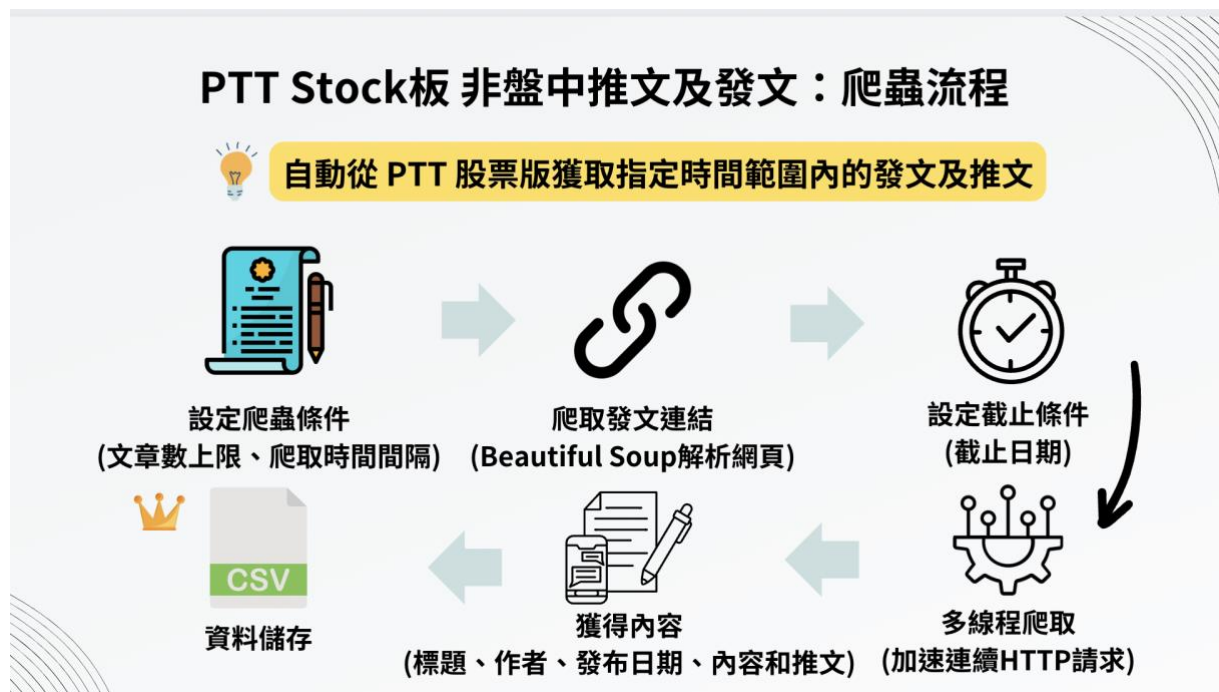 PTT Stock板 非盤中推文及發文：爬蟲流程
自動從 PTT 股票版獲取指定時間範圍內的發文及推文
設定爬蟲條件
(文章數上限、爬取時間間隔)
爬取發文連結
(Beautiful Soup解析網頁)
設定截止條件
(截止日期)
多線程爬取
(加速連續HTTP請求)
獲得內容
(標題、作者、發布日期、內容和推文)
CSV
資料儲存